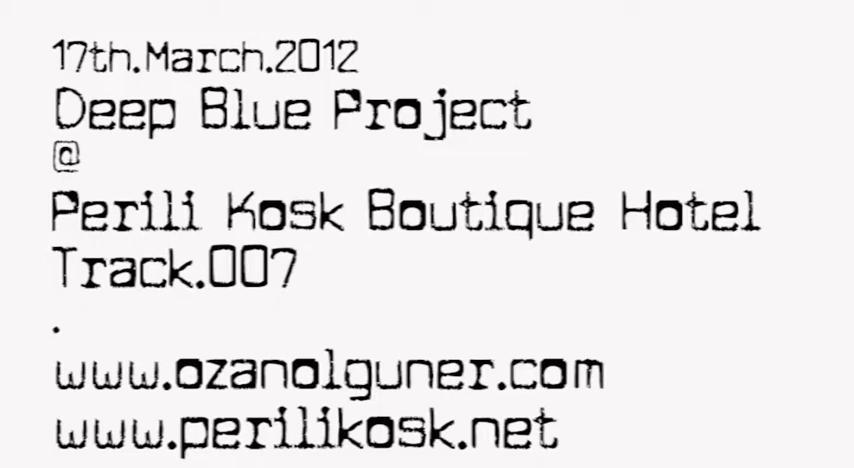 17th.March.2012
Deep Blue Project
@
Perili Kosk Boutique Hotel
Track.007
.
www.ozanolguner.com
www.perilikosk.net